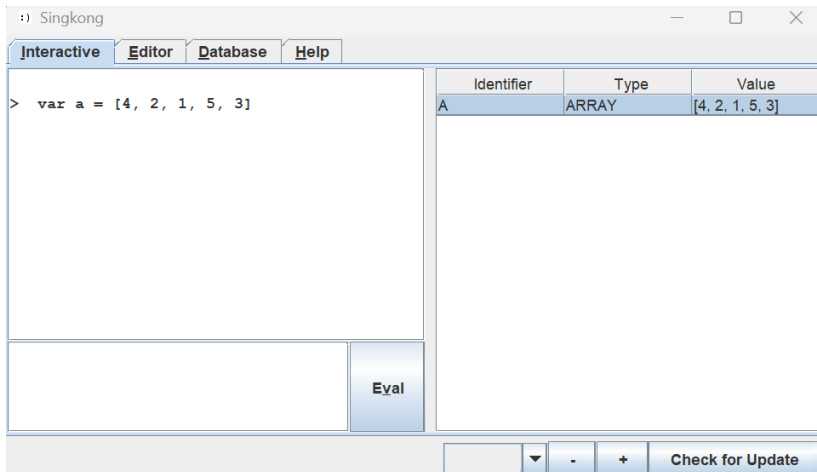 :) Singkong
Interactive Editor Database Help
> var a = [4, 2, 1, 5, 3]
Identifier Type Value
A ARRAY [4, 2, 1, 5, 3]
Eval
- + Check for Update